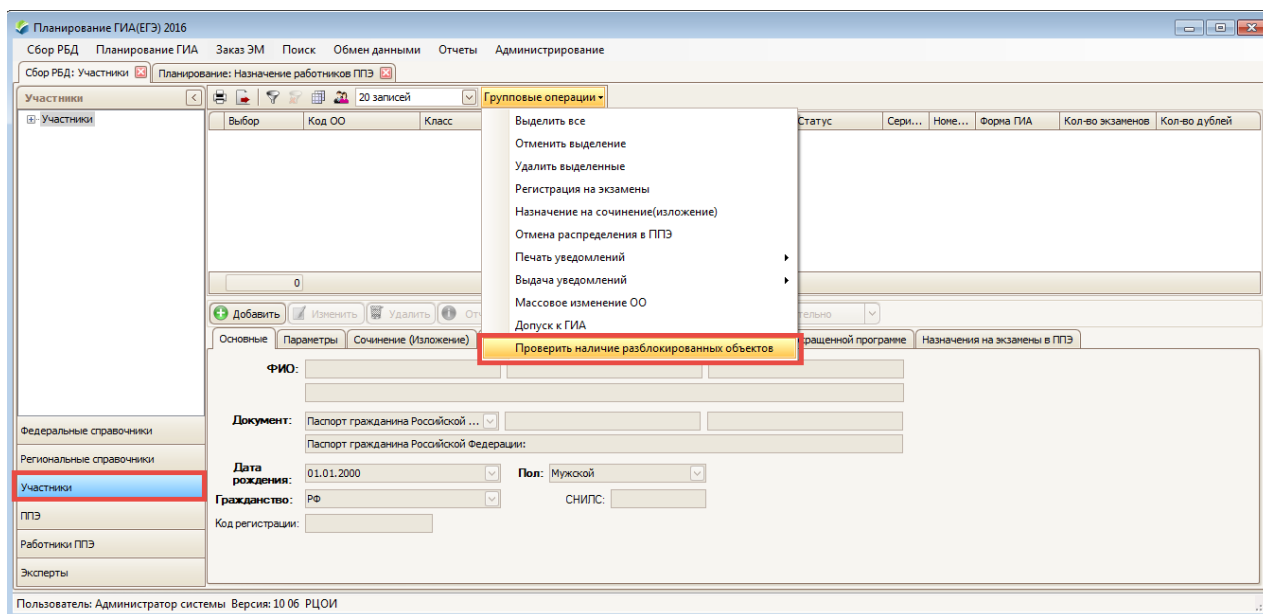 Планирование ГИА(ЕГЭ) 2016
Сбор РБД Планирование ГИА Заказ ЭМ Поиск Обмен данными Отчеты Администрирование
Сбор РБД: Участники Планирование: Назначение работников ППЭ
Участники 20 записей Групповые операции
Участники
Выбор Код ОО Класс Статус Сери... Номе... Форма ГИА Кол-во экзаменов Кол-во дублей
Выделить все
Отменить выделение
Удалить выделенные
Регистрация на экзамены
Назначение на сочинение(изложение)
Отмена распределения в ППЭ
Печать уведомлений
Выдача уведомлений
0
Массовое изменение ОО
Добавить Изменить Удалить
Допуск к ГИА
Основные Параметры Сочинение (Изложение) Проверить наличие разблокированных объектов программе Назначения на экзамены в ППЭ
ФИО:
Документ: Паспорт гражданина Российской ...
Паспорт гражданина Российской Федерации:
Дата рождения: 01.01.2000 Пол: Мужской
Гражданство: РФ СНИЛС:
Код регистрации:
Федеральные справочники
Региональные справочники
Участники
ППЭ
Работники ППЭ
Эксперты
Пользователь: Администратор системы Версия: 10 06 РЦОИ